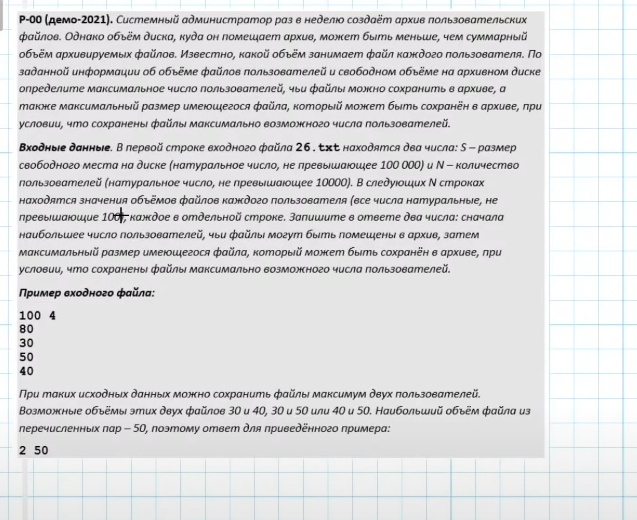 Р-00 (демо-2021). Системный администратор раз в неделю создаёт архив пользовательских
файлов. Однако объём диска, куда он помещает архив, может быть меньше, чем суммарный
объём архивируемых файлов. Известно, какой объём занимает файл каждого пользователя. По
заданной информации об объёме файлов пользователей и свободном объёме на архивном диске
определите максимальное число пользователей, чьи файлы можно сохранить в архиве, а
также максимальный размер имеющегося файла, который может быть сохранён в архиве, при
условии, что сохранены файлы максимально возможного числа пользователей.
Входные данные. В первой строке входного файла 26.txt находятся два числа: S – размер
свободного места на диске (натуральное число, не превышающее 100 000) и N – количество
пользователей (натуральное число, не превышающее 10000). В следующих N строках
находятся значения объёмов файлов каждого пользователя (все числа натуральные, не
превышающие 100), каждое в отдельной строке. Запишите в ответе два числа: сначала
наибольшее число пользователей, чьи файлы могут быть помещены в архив, затем
максимальный размер имеющегося файла, который может быть сохранён в архиве, при
условии, что сохранены файлы максимально возможного числа пользователей.
Пример входного файла:
100 4
80
30
50
40
При таких исходных данных можно сохранить файлы максимум двух пользователей.
Возможные объёмы этих двух файлов 30 и 40, 30 и 50 или 40 и 50. Наибольший объём файла из
перечисленных пар – 50, поэтому ответ для приведённого примера:
2 50